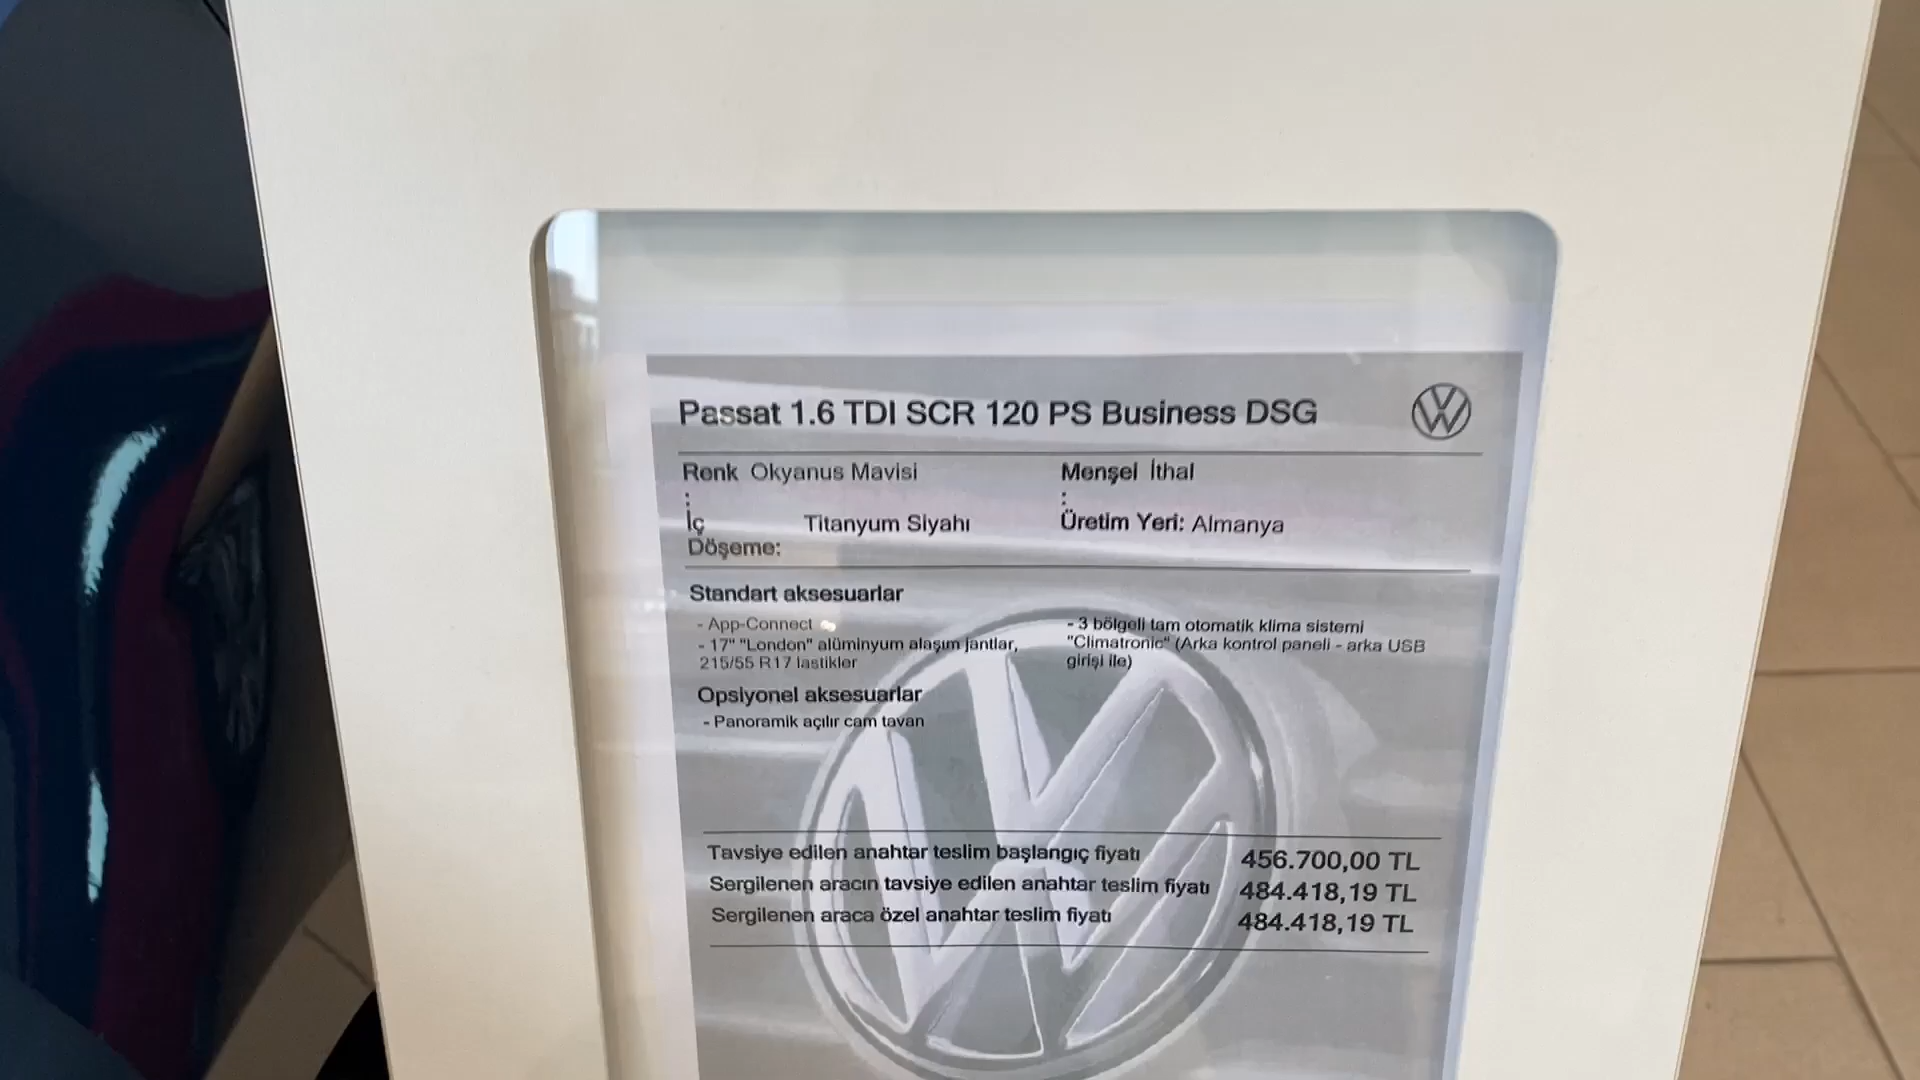 Passat 1.6 TDI SCR 120 PS Business DSG
Renk Okyanus Mavisi
:
Menşei İthal
:
İç Titanyum Siyahı
Döşeme:
Üretim Yeri: Almanya
Standart aksesuarlar
- App-Connect
- 17" "London" alüminyum alaşım jantlar,
215/55 R17 lastikler
- 3 bölgeli tam otomatik klima sistemi
"Climatronic" (Arka kontrol paneli - arka USB
girişi ile)
Opsiyonel aksesuarlar
- Panoramik açılır cam tavan
Tavsiye edilen anahtar teslim başlangıç fiyatı 456.700,00 TL
Sergilenen aracın tavsiye edilen anahtar teslim fiyatı 484.418,19 TL
Sergilenen araca özel anahtar teslim fiyatı 484.418,19 TL